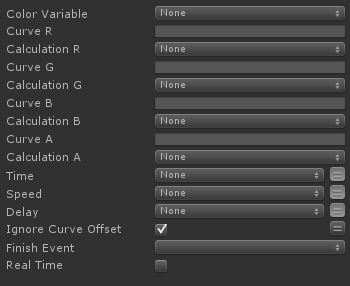 Color Variable None
Curve R
Calculation R None
Curve G
Calculation G None
Curve B
Calculation B None
Curve A
Calculation A None
Time None
Speed None
Delay None
Ignore Curve Offset
Finish Event
Real Time